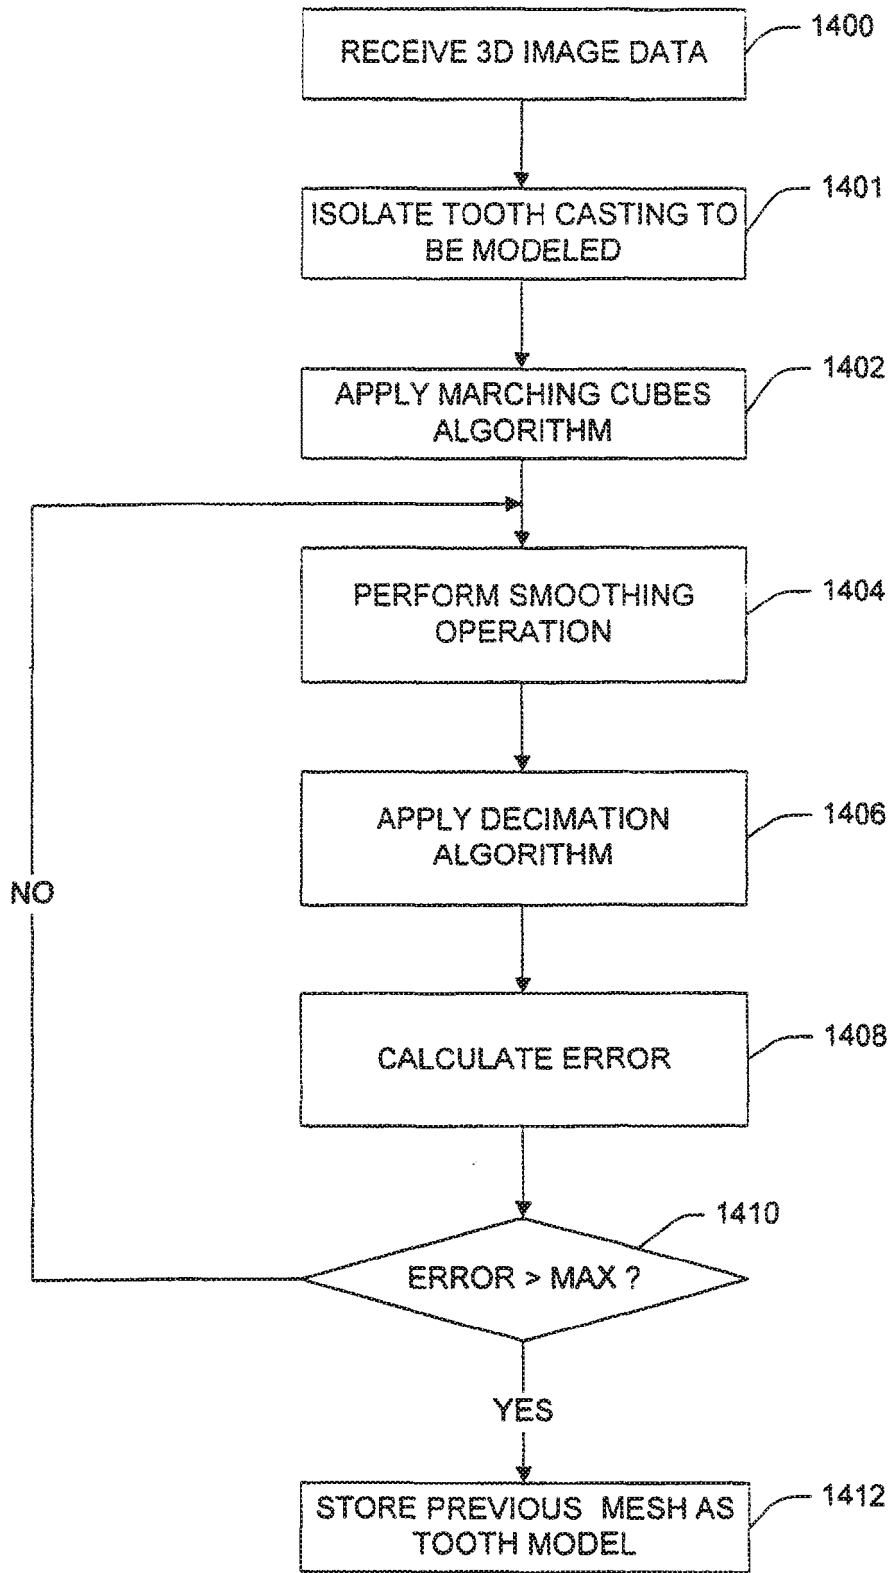 RECEIVE 3D IMAGE DATA
1400
ISOLATE TOOTH CASTING TO
BE MODELED
1401
APPLY MARCHING CUBES
ALGORITHM
1402
PERFORM SMOOTHING
OPERATION
1404
APPLY DECIMATION
ALGORITHM
1406
NO
CALCULATE ERROR
1408
ERROR > MAX ?
1410
YES
STORE PREVIOUS MESH AS
TOOTH MODEL
1412